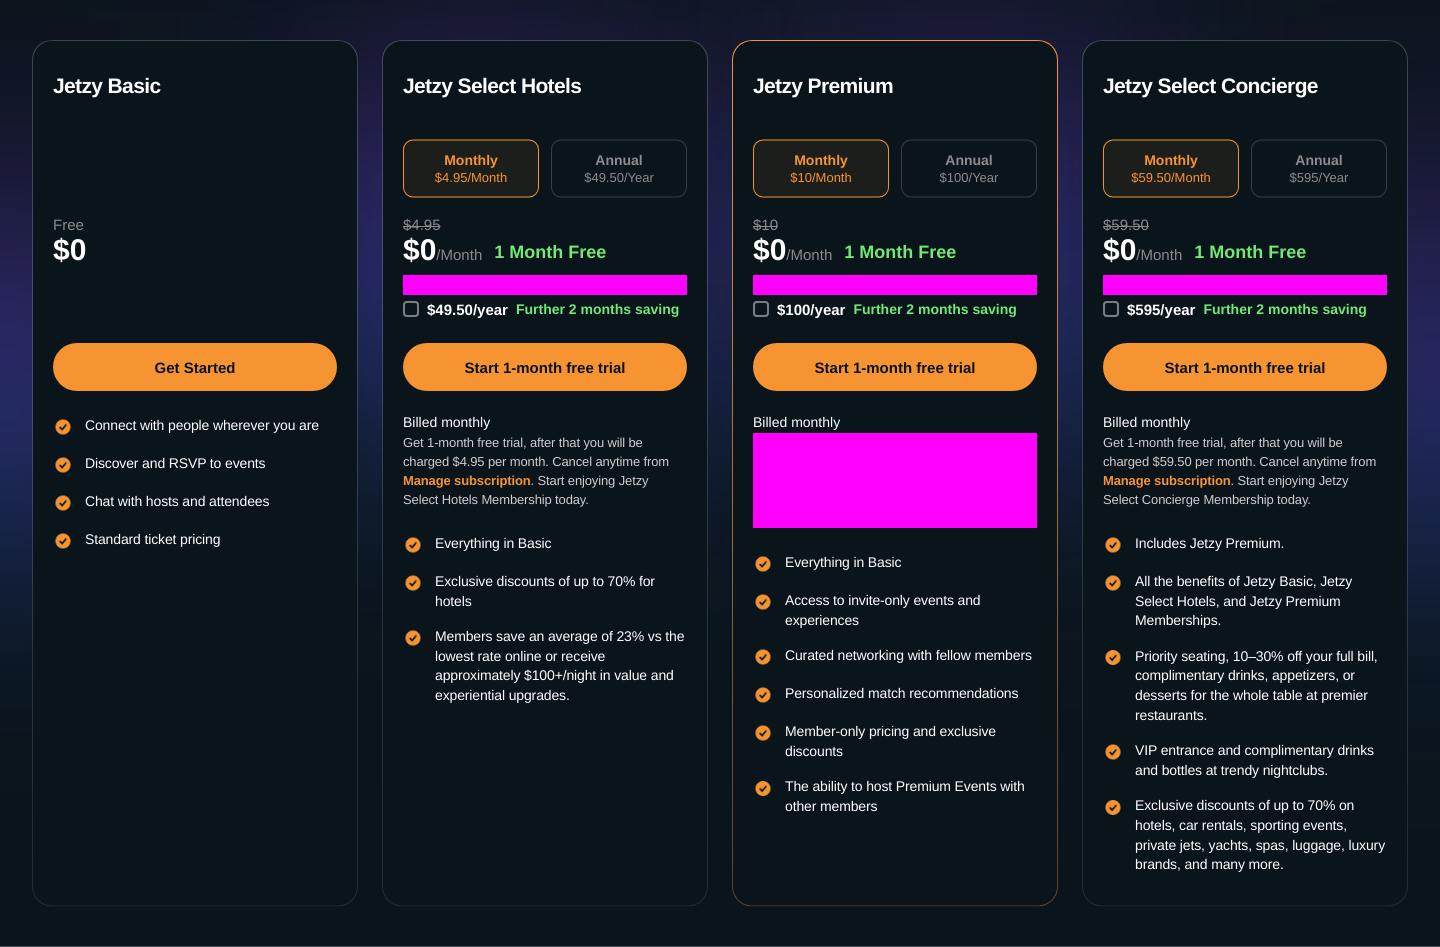 Jetzy Basic
Free
$0
Get Started
Connect with people wherever you are
Discover and RSVP to events
Chat with hosts and attendees
Standard ticket pricing
Jetzy Select Hotels
Monthly
$4.95/Month
Annual
$49.50/Year
$4.95
$0/Month 1 Month Free
$49.50/year Further 2 months saving
Start 1-month free trial
Billed monthly
Get 1-month free trial, after that you will be
charged $4.95 per month. Cancel anytime from
Manage subscription. Start enjoying Jetzy
Select Hotels Membership today.
Everything in Basic
Exclusive discounts of up to 70% for
hotels
Members save an average of 23% vs the
lowest rate online or receive
approximately $100+/night in value and
experiential upgrades.
Jetzy Premium
Monthly
$10/Month
Annual
$100/Year
$10
$0/Month 1 Month Free
$100/year Further 2 months saving
Start 1-month free trial
Billed monthly
Everything in Basic
Access to invite-only events and
experiences
Curated networking with fellow members
Personalized match recommendations
Member-only pricing and exclusive
discounts
The ability to host Premium Events with
other members
Jetzy Select Concierge
Monthly
$59.50/Month
Annual
$595/Year
$59.50
$0/Month 1 Month Free
$595/year Further 2 months saving
Start 1-month free trial
Billed monthly
Get 1-month free trial, after that you will be
charged $59.50 per month. Cancel anytime from
Manage subscription. Start enjoying Jetzy
Select Concierge Membership today.
Includes Jetzy Premium.
All the benefits of Jetzy Basic, Jetzy
Select Hotels, and Jetzy Premium
Memberships.
Priority seating, 10–30% off your full bill,
complimentary drinks, appetizers, or
desserts for the whole table at premier
restaurants.
VIP entrance and complimentary drinks
and bottles at trendy nightclubs.
Exclusive discounts of up to 70% on
hotels, car rentals, sporting events,
private jets, yachts, spas, luggage, luxury
brands, and many more.